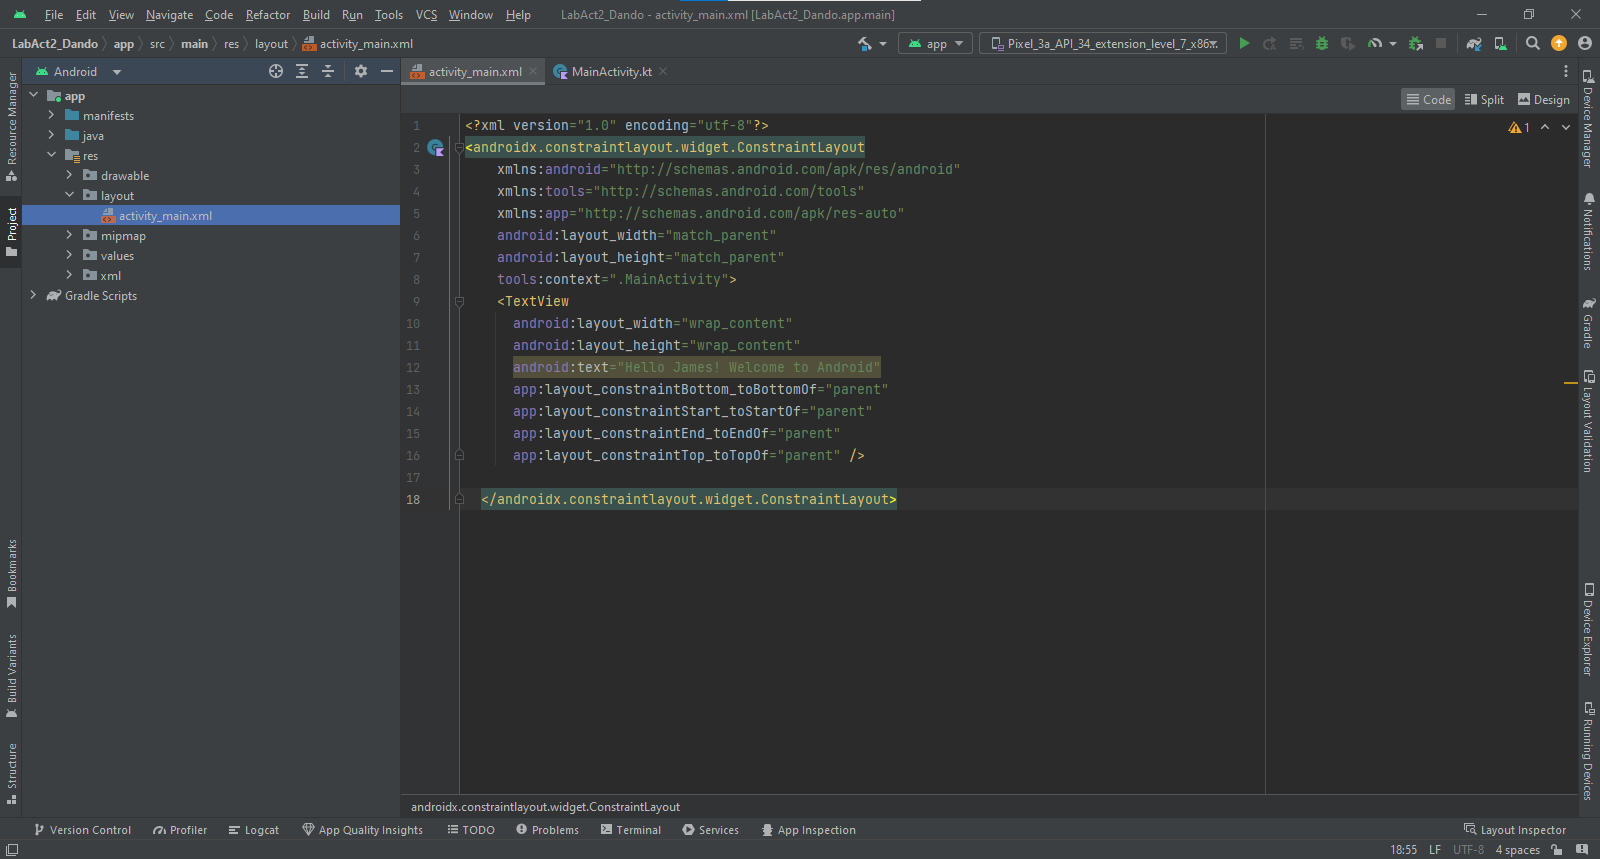 File Edit View Navigate Code Refactor Build Run Tools VCS Window Help LabAct2_Dando - activity_main.xml [LabAct2_Dando.app.main]
LabAct2_Dando app src main res layout activity_main.xml app Pixel_3a_API_34_extension_level_7_x86
Android
activity_main.xml MainActivity.kt
Code Split Design
Resource Manager
Project
Bookmarks
Build Variants
Structure
app
manifests
java
res
drawable
layout
activity_main.xml
mipmap
values
xml
Gradle Scripts
1 <?xml version="1.0" encoding="utf-8"?>
2 <androidx.constraintlayout.widget.ConstraintLayout
3 xmlns:android="http://schemas.android.com/apk/res/android"
4 xmlns:tools="http://schemas.android.com/tools"
5 xmlns:app="http://schemas.android.com/apk/res-auto"
6 android:layout_width="match_parent"
7 android:layout_height="match_parent"
8 tools:context=".MainActivity">
9 <TextView
10 android:layout_width="wrap_content"
11 android:layout_height="wrap_content"
12 android:text="Hello James! Welcome to Android"
13 app:layout_constraintBottom_toBottomOf="parent"
14 app:layout_constraintStart_toStartOf="parent"
15 app:layout_constraintEnd_toEndOf="parent"
16 app:layout_constraintTop_toTopOf="parent" />
17
18 </androidx.constraintlayout.widget.ConstraintLayout>
1
Device Manager
Notifications
Gradle
Layout Validation
Device Explorer
Running Devices
androidx.constraintlayout.widget.ConstraintLayout
Version Control Profiler Logcat App Quality Insights TODO Problems Terminal Services App Inspection Layout Inspector
18:55 LF UTF-8 4 spaces